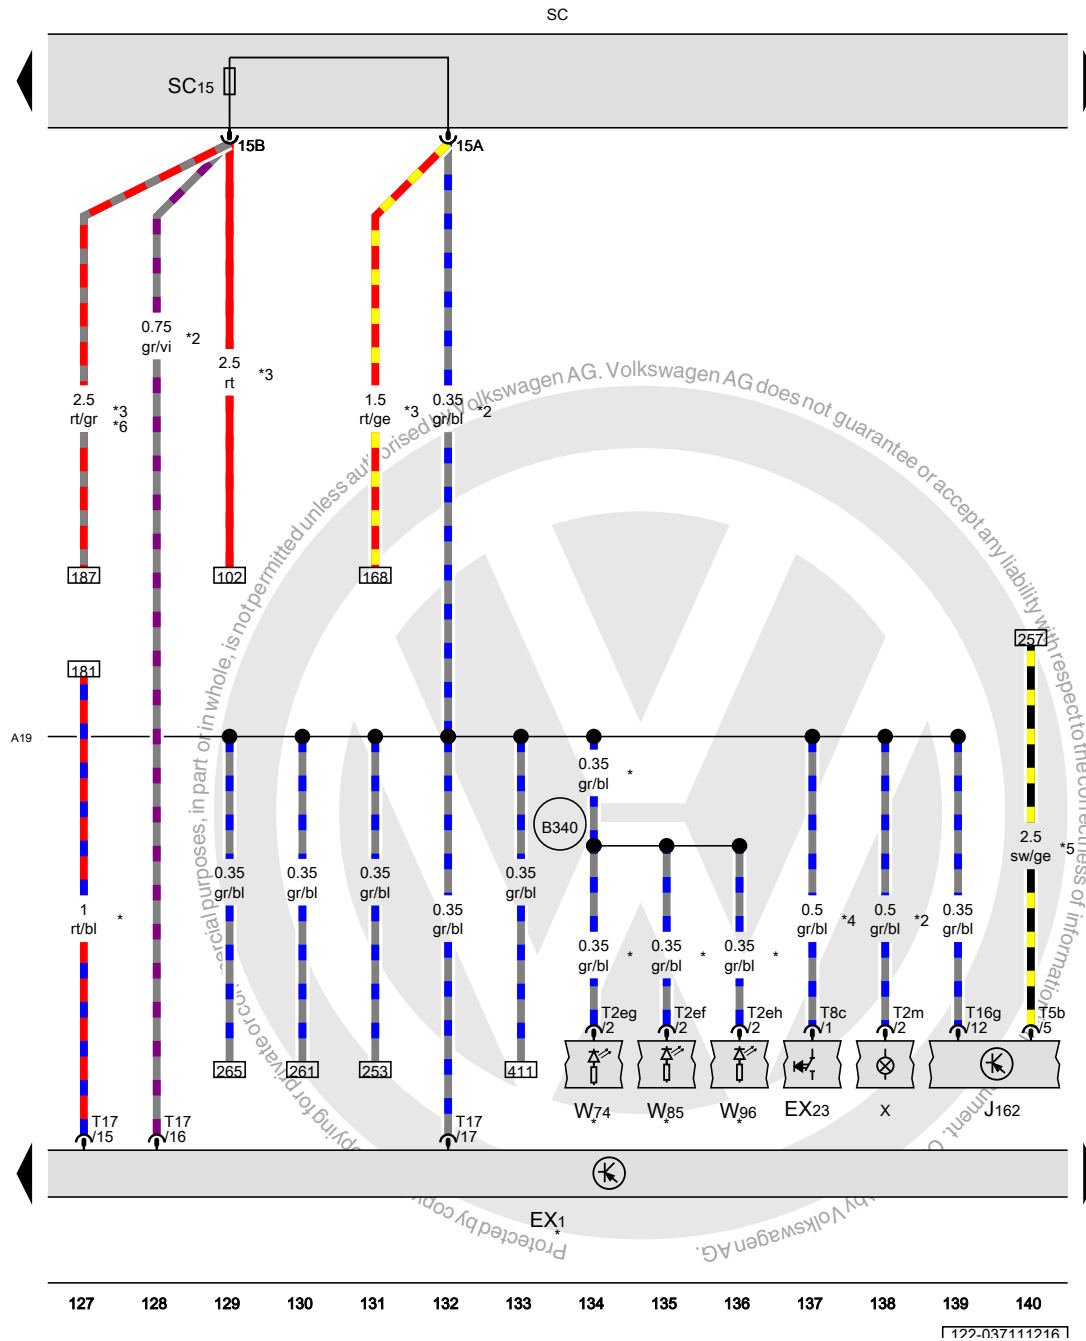 SC
SC15
15B
15A
0.75
gr/vi
*2
2.5
rt
*3
2.5
rt/gr
*3
*6
1.5
rt/ge
*3
0.35
gr/bl
*2
187
102
168
257
181
A19
0.35
gr/bl
*
B340
2.5
sw/ge
*5
0.35
gr/bl
0.35
gr/bl
0.35
gr/bl
0.35
gr/bl
1
rt/bl
*
0.35
gr/bl
0.5
gr/bl
*4
0.5
gr/bl
*2
0.35
gr/bl
0.35
gr/bl
*
0.35
gr/bl
*
0.35
gr/bl
*
T2eg
/2
T2ef
/2
T2eh
/2
T8c
/1
T2m
/2
T16g
/12
T5b
/5
265
261
253
411
W74
*
W85
*
W96
*
EX23
X
J162
T17
/15
T17
/16
T17
/17
EX1
*
127 128 129 130 131 132 133 134 135 136 137 138 139 140
122-037111216
Protected by copyright. Copying for private or commercial purposes, in part or in whole, is not permitted unless authorised by Volkswagen AG. Volkswagen AG does not guarantee or accept any liability with respect to the correctness of information
by Volkswagen AG.